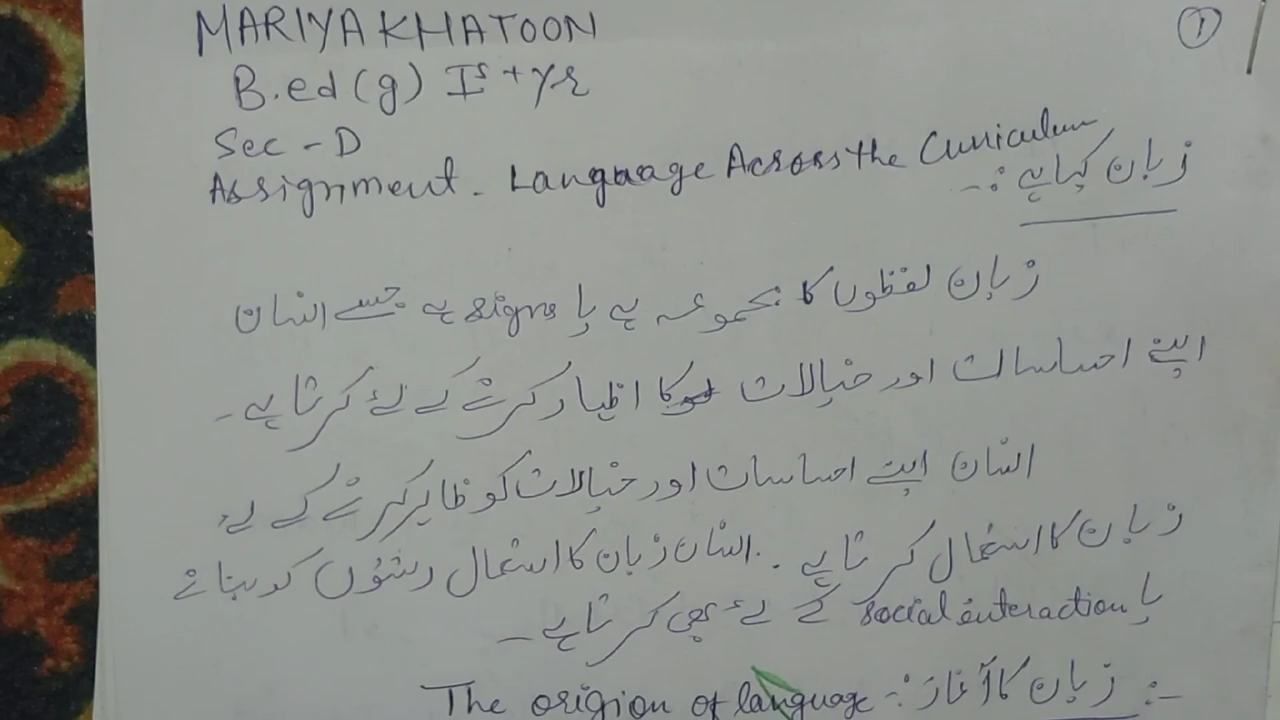 ①
MARIYA KHATOON
B.ed (g) Ist yr
Sec - D
Assignment - Language Across the Curriculum
زبان کیا ہے :-
زبان لفظوں کا مجموعہ ہے یا signs ہے جسے انسان
اپنے احساسات اور خیالات کا اظہار کرنے کے لئے کرتا ہے۔
انسان اپنے احساسات اور خیالات کو ظاہر کرنے کے لئے
زبان کا استعمال کرتا ہے۔ انسان زبان کا استعمال رشتوں کو بنانے
یا social interaction کے لئے بھی کرتا ہے۔
:- زبان کا آغاز :- The origion of language